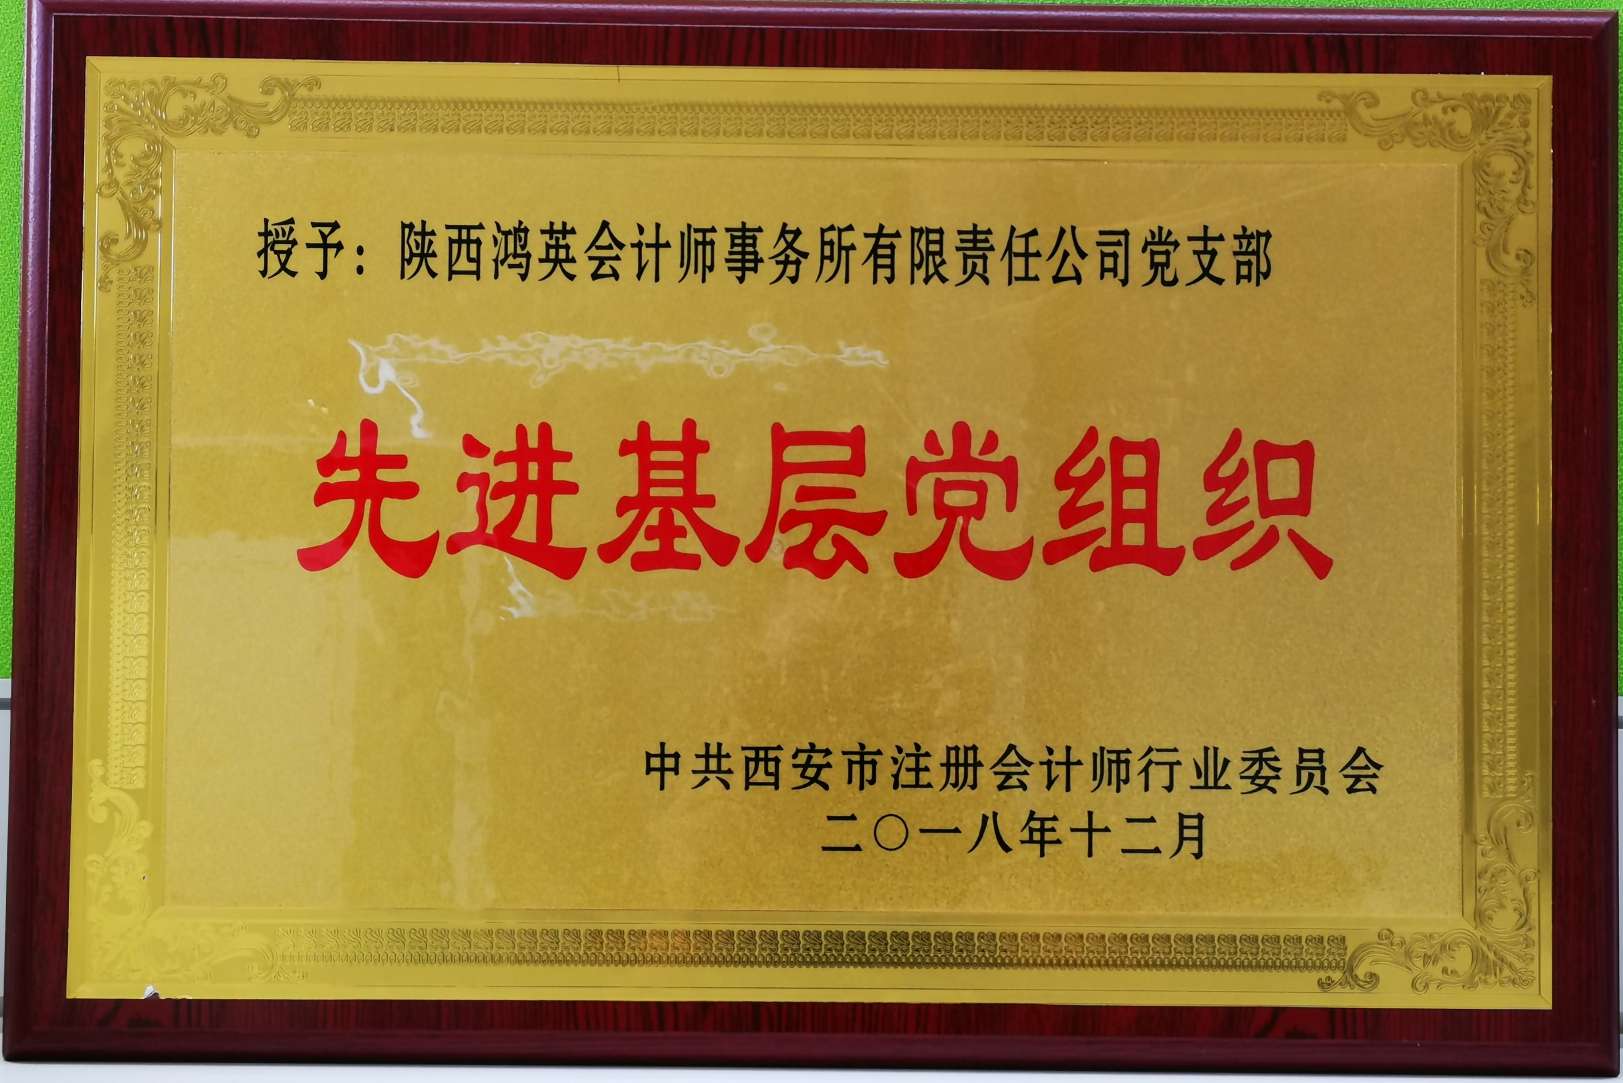 授予：陕西鸿英会计师事务所有限责任公司党支部
先进基层党组织
中共西安市注册会计师行业委员会
二〇一八年十二月